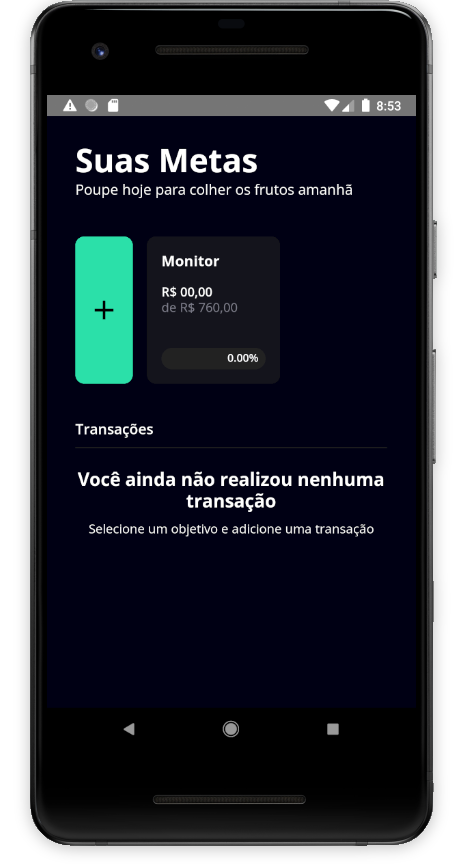 8:53
Suas Metas
Poupe hoje para colher os frutos amanhã
+
Monitor
R$ 00,00
de R$ 760,00
0.00%
Transações
Você ainda não realizou nenhuma
transação
Selecione um objetivo e adicione uma transação